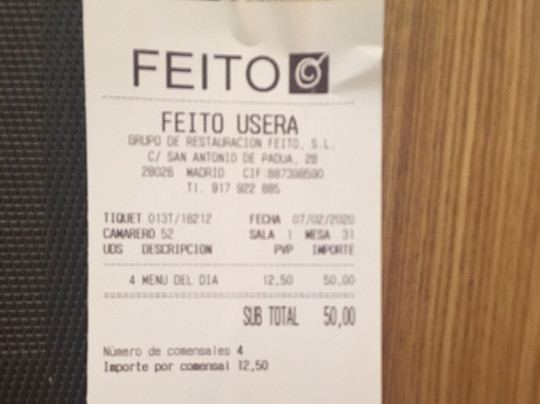 FEITO
FEITO USERA
GRUPO DE RESTAURACION FEITO, S.L.
C/ SAN ANTONIO DE PADUA, 28
28026 MADRID CIF:B87398590
Tl. 917 922 885
TIQUET 013T/18212 FECHA 07/02/2020
CAMARERO 52 SALA 1 MESA 31
UDS DESCRIPCION PVP IMPORTE
4 MENU DEL DIA 12,50 50,00
SUB TOTAL 50,00
Número de comensales 4
Importe por comensal 12,50